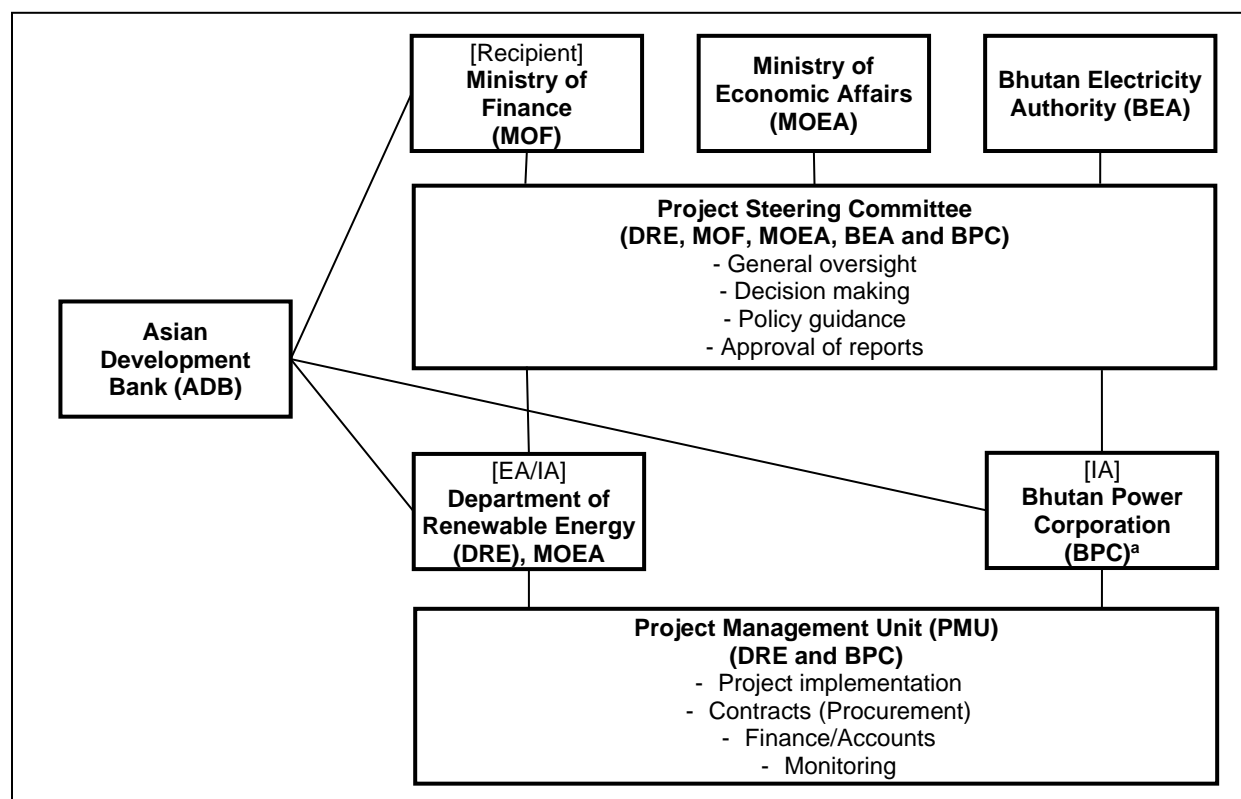 [Recipient]
Ministry of
Finance
(MOF)
Ministry of
Economic Affairs
(MOEA)
Bhutan Electricity
Authority (BEA)
Project Steering Committee
(DRE, MOF, MOEA, BEA and BPC)
- General oversight
- Decision making
- Policy guidance
- Approval of reports
Asian
Development
Bank (ADB)
[EA/IA]
Department of
Renewable Energy
(DRE), MOEA
[IA]
Bhutan Power
Corporation
(BPC)ᵃ
Project Management Unit (PMU)
(DRE and BPC)
- Project implementation
- Contracts (Procurement)
- Finance/Accounts
- Monitoring